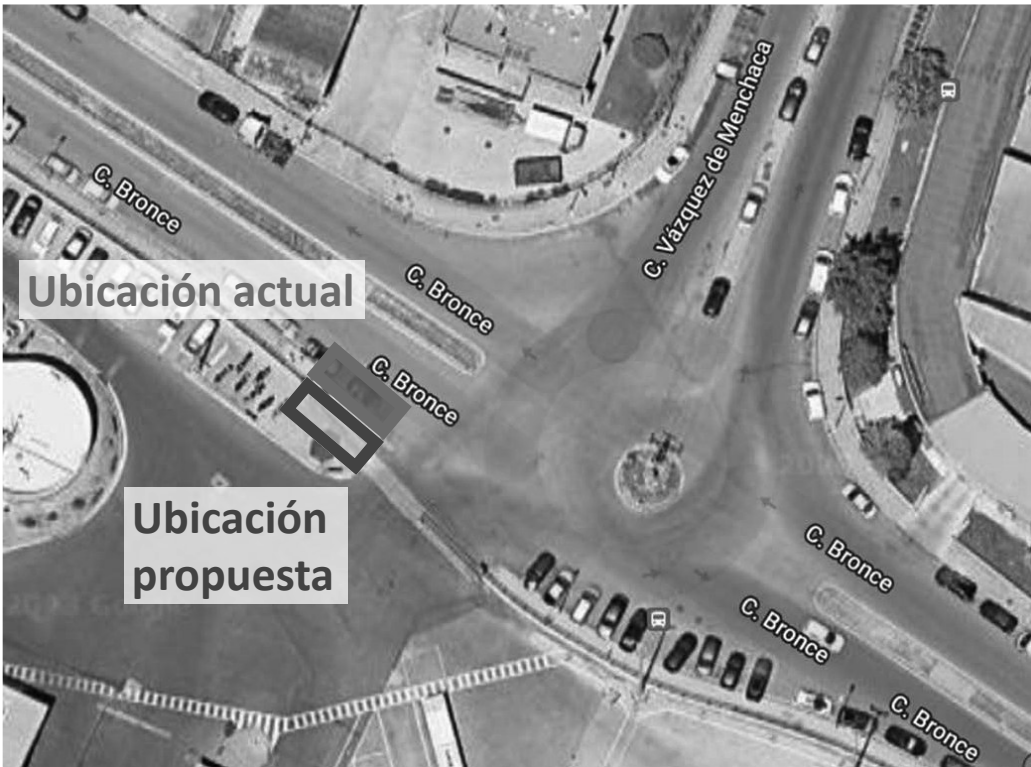 C. Vázquez de Menchaca
C. Bronce
Ubicación actual
C. Bronce
C. Bronce
Ubicación
propuesta
C. Bronce
C. Bronce
C. Bronce